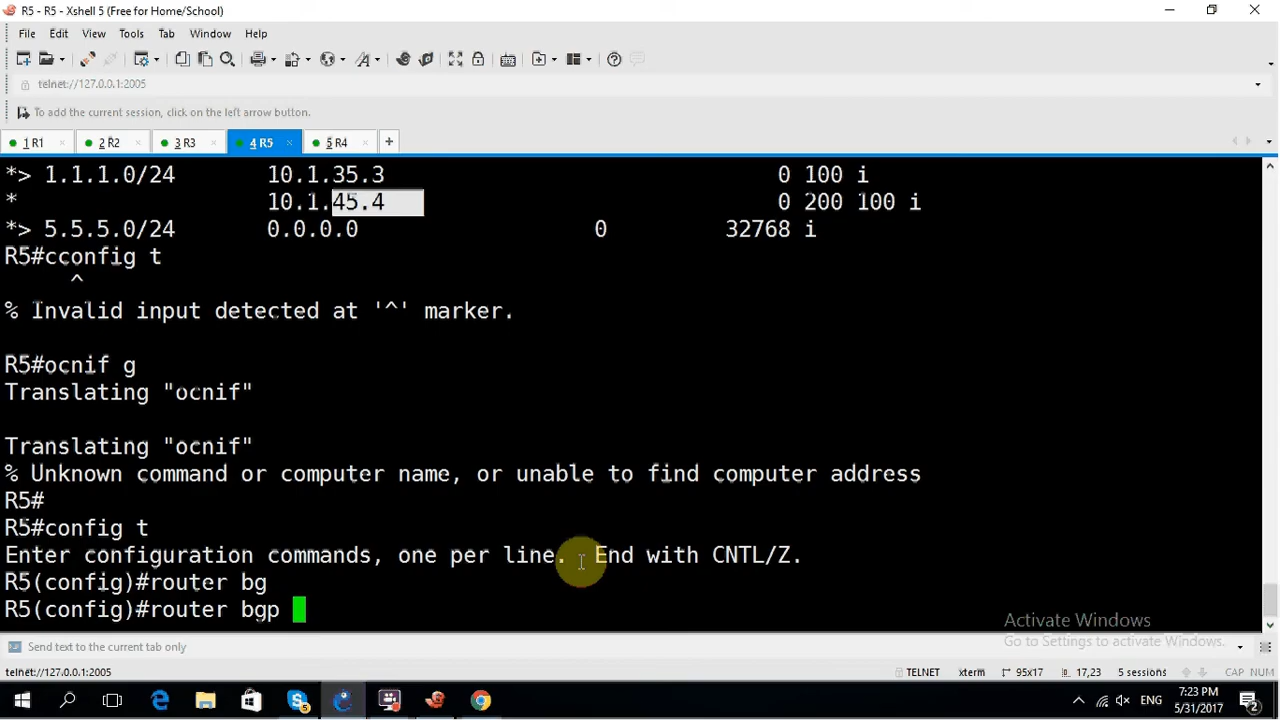 R5 - R5 - Xshell 5 (Free for Home/School)
File Edit View Tools Tab Window Help
telnet://127.0.0.1:2005
To add the current session, click on the left arrow button.
1 R1 2 R2 3 R3 4 R5 5 R4
*> 1.1.1.0/24 10.1.35.3 0 100 i
* 10.1.45.4 0 200 100 i
*> 5.5.5.0/24 0.0.0.0 0 32768 i
R5#cconfig t
^
% Invalid input detected at '^' marker.
R5#ocnif g
Translating "ocnif"
Translating "ocnif"
% Unknown command or computer name, or unable to find computer address
R5#
R5#config t
Enter configuration commands, one per line. End with CNTL/Z.
R5(config)#router bg
R5(config)#router bgp
Activate Windows
Go to Settings to activate Windows.
Send text to the current tab only
telnet://127.0.0.1:2005 TELNET xterm 95x17 17,23 5 sessions CAP NUM
ENG 7:23 PM
5/31/2017
2